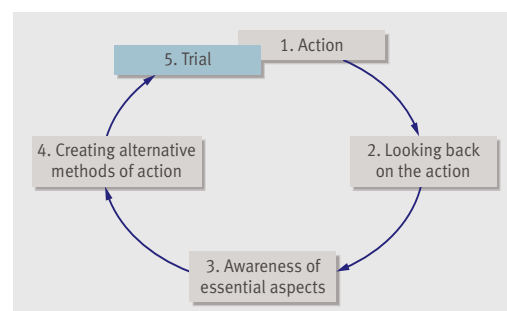 1. Action
5. Trial
2. Looking back
on the action
3. Awareness of
essential aspects
4. Creating alternative
methods of action